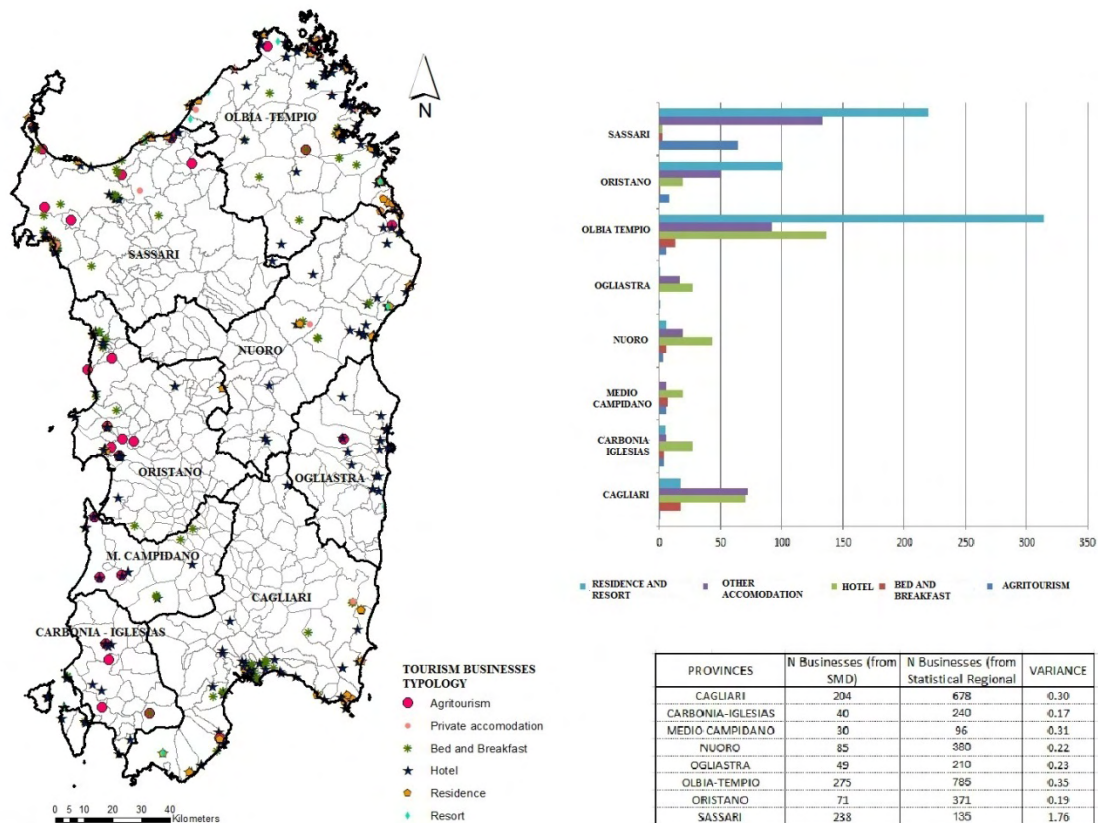 N
OLBIA -TEMPIO
SASSARI
NUORO
ORISTANO
OGLIASTRA
M. CAMPIDANO
CAGLIARI
CARBONIA - IGLESIAS
TOURISM BUSINESSES
TYPOLOGY
Agritourism
Private accomodation
Bed and Breakfast
Hotel
Residence
Resort
0 5 10 20 30 40
Kilometers
SASSARI
ORISTANO
OLBIA TEMPIO
OGLIASTRA
NUORO
MEDIO
CAMPIDANO
CARBONIA
IGLESIAS
CAGLIARI
0 50 100 150 200 250 300 350
RESIDENCE AND
RESORT
OTHER
ACCOMODATION
HOTEL
BED AND
BREAKFAST
AGRITOURISM
PROVINCES N Businesses (from SMD) N Businesses (from Statistical Regional VARIANCE
CAGLIARI 204 678 0.30
CARBONIA-IGLESIAS 40 240 0.17
MEDIO CAMPIDANO 30 96 0.31
NUORO 85 380 0.22
OGLIASTRA 49 210 0.23
OLBIA-TEMPIO 275 785 0.35
ORISTANO 71 371 0.19
SASSARI 238 135 1.76